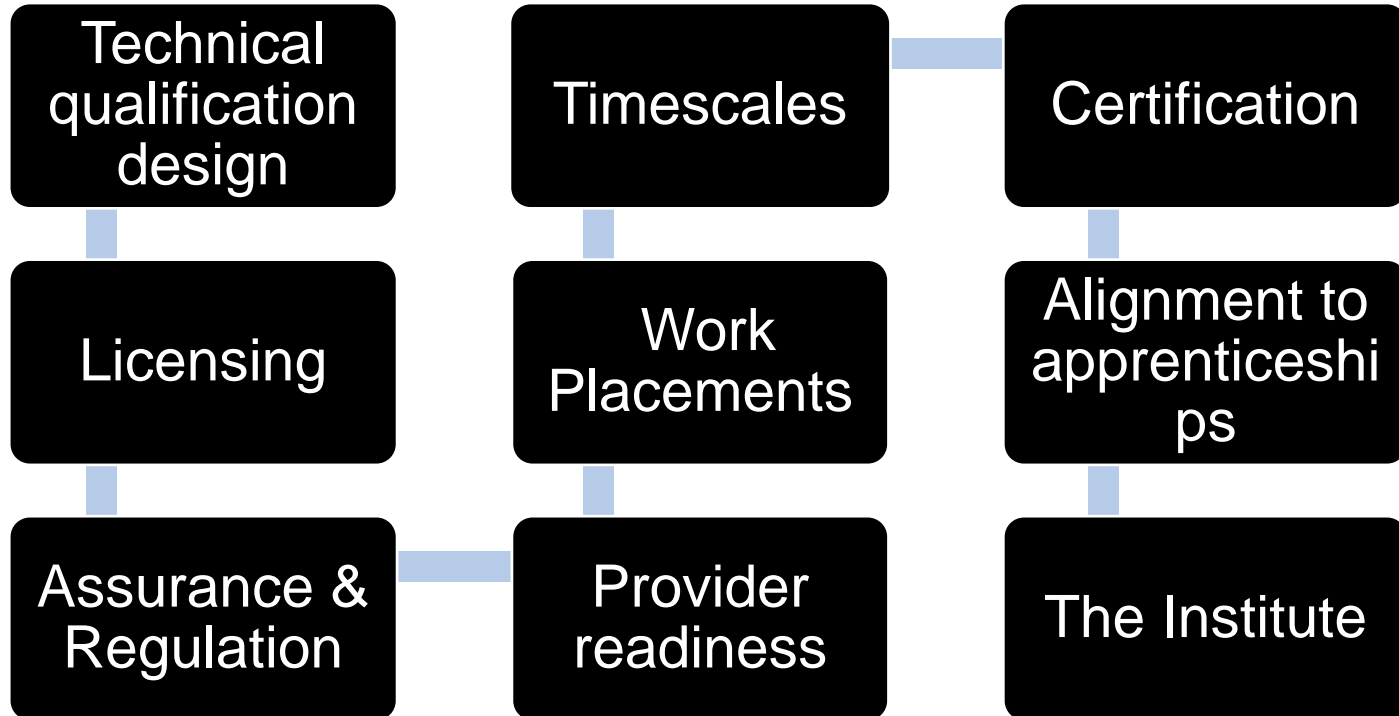 Technical
qualification
design
Licensing
Assurance &
Regulation
Provider
readiness
Work
Placements
Timescales
Certification
Alignment to
apprenticeshi
ps
The Institute